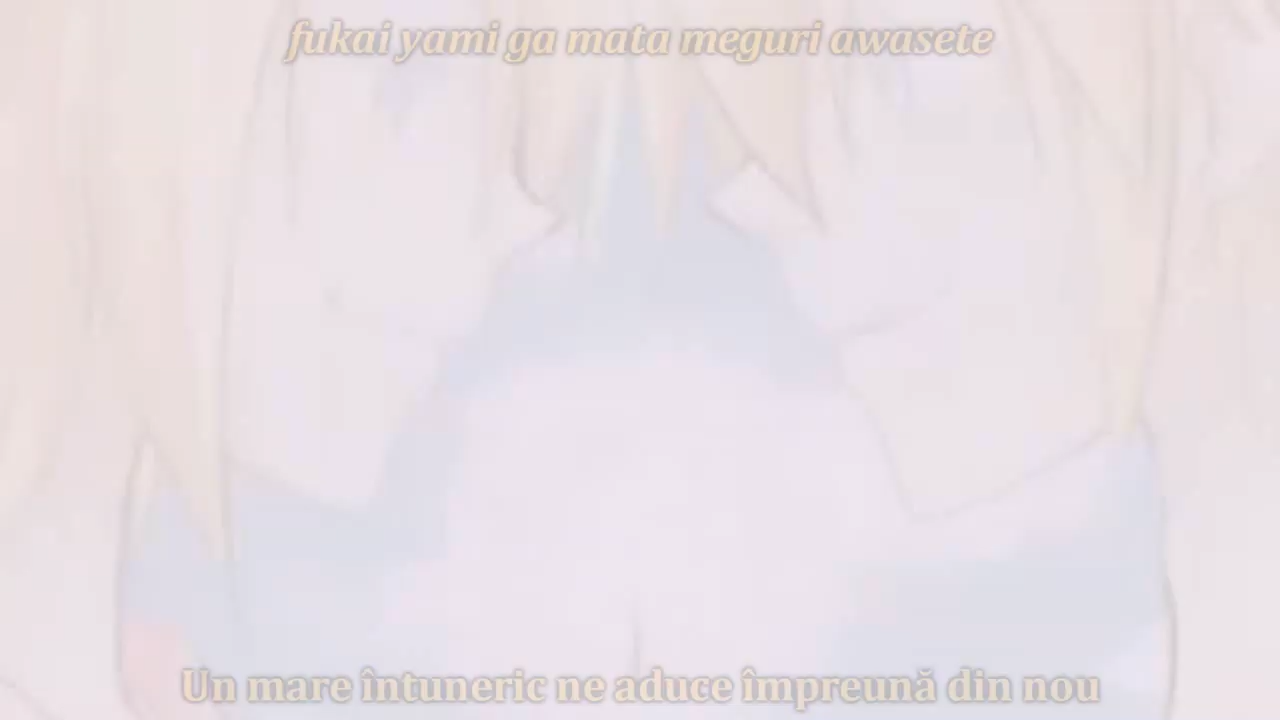 fukai yami ga mata meguri awasete
Un mare întuneric ne aduce împreună din nou